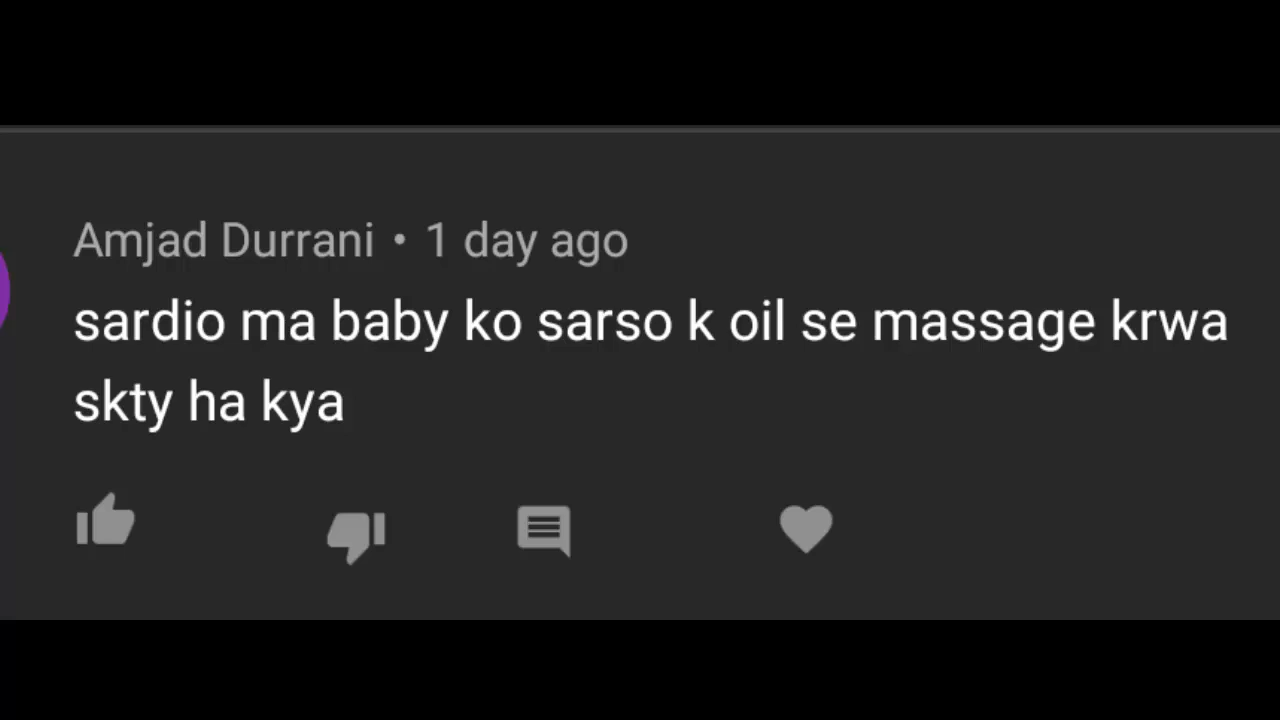 Amjad Durrani • 1 day ago
sardio ma baby ko sarso k oil se massage krwa
skty ha kya